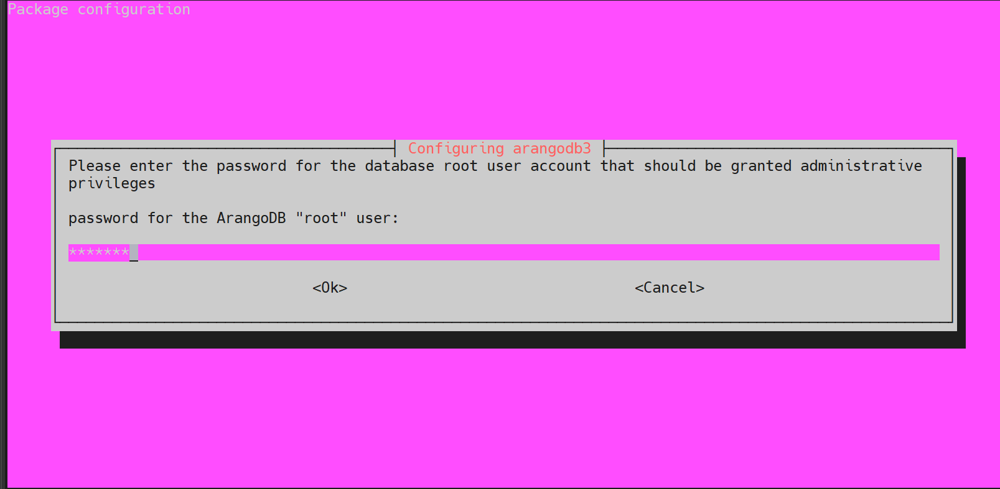 Package configuration
Configuring arangodb3
Please enter the password for the database root user account that should be granted administrative
privileges
password for the ArangoDB "root" user:
*******
<Ok> <Cancel>